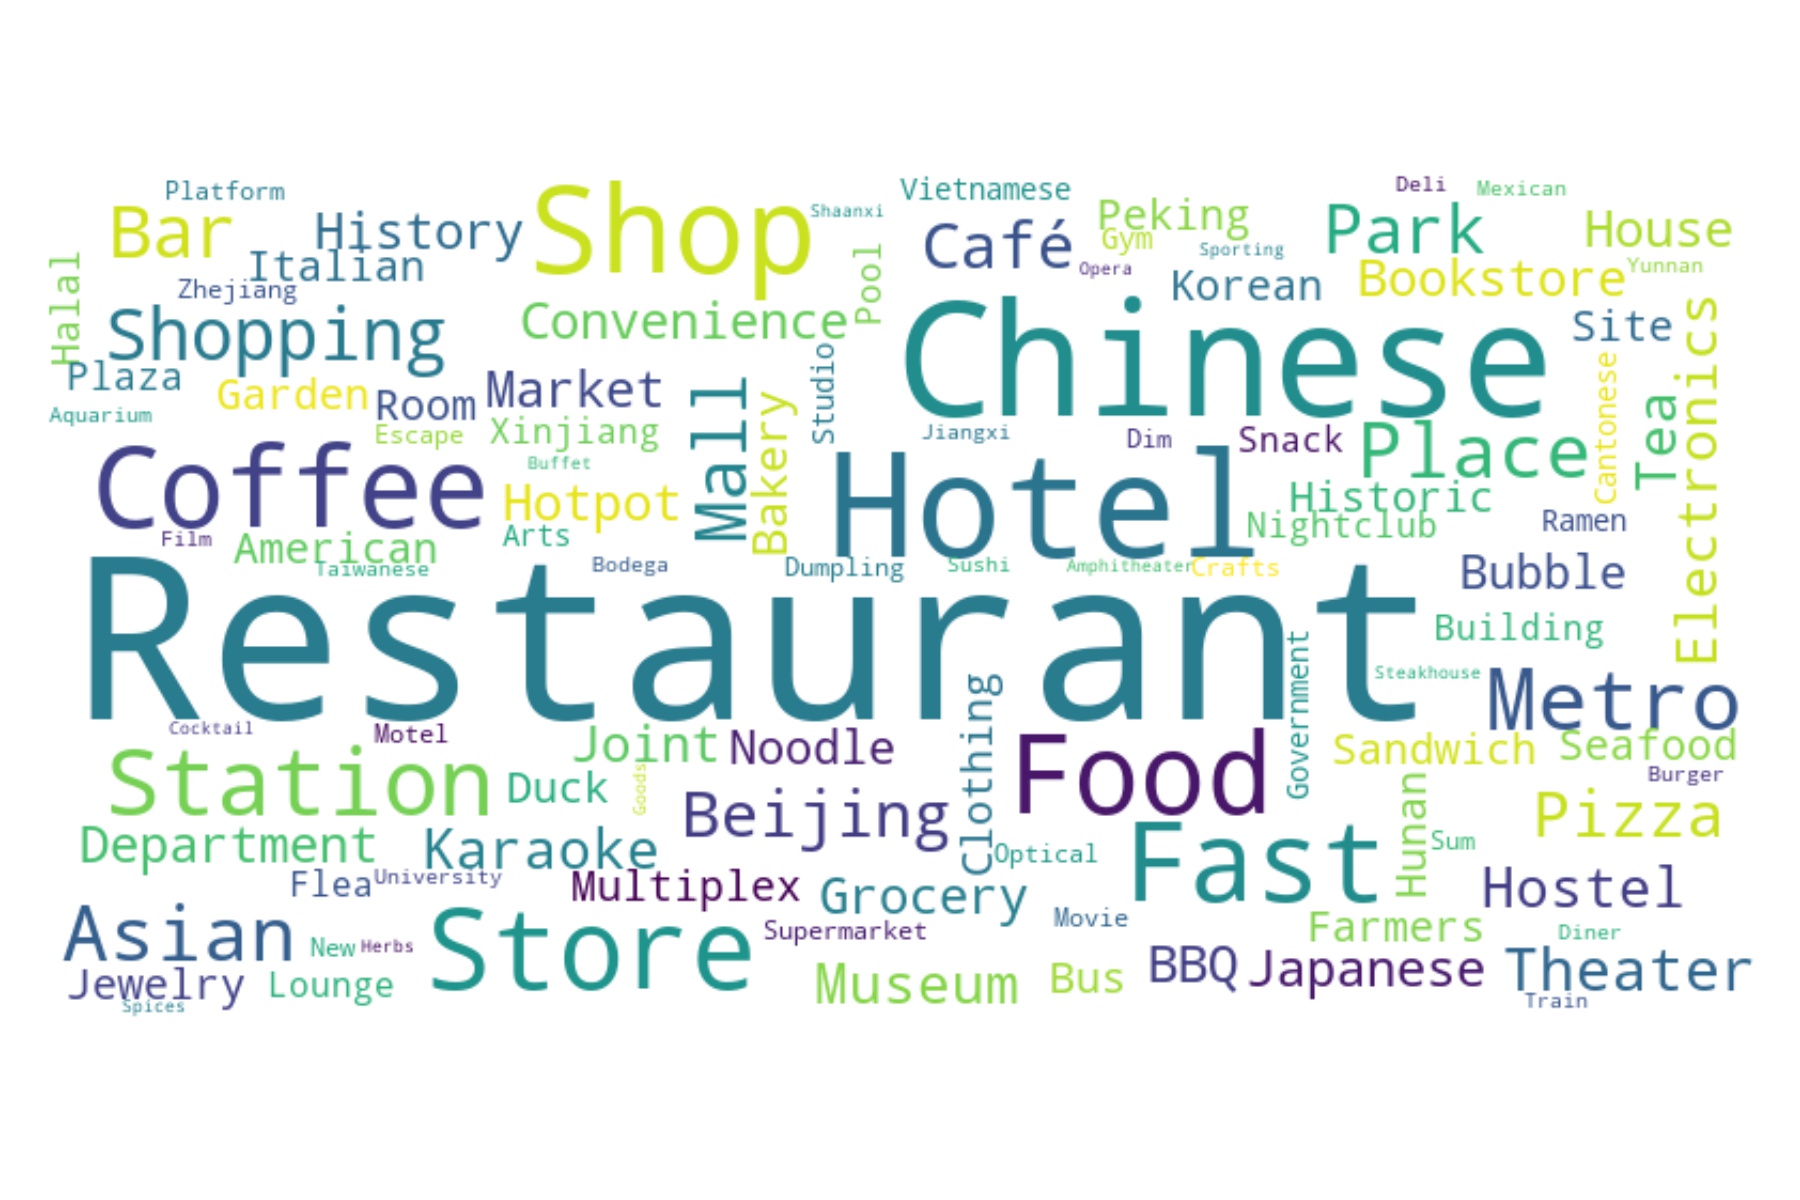 Platform
Bar
History
Italian
Zhejiang
Halal
Shopping
Plaza
Aquarium
Shop
Shaanxi
Pool
Convenience
Garden
Room
Market
Escape
Xinjiang
Buffet
Mall
Bakery
Studio
Vietnamese
Café
Peking
Gym
Opera
Sporting
Korean
Deli
Mexican
Park
House
Bookstore
Yunnan
Chinese
Site
Electronics
Cantonese
Tea
Jiangxi
Dim
Snack
Place
Coffee
Hotpot
Hotel
Historic
Nightclub
Ramen
Film
American
Arts
Taiwanese
Bodega
Dumpling
Sushi
Amphitheater
Crafts
Bubble
Restaurant
Building
Government
Steakhouse
Metro
Cocktail
Motel
Station
Joint
Noodle
Duck
Goods
Clothing
Food
Sandwich
Seafood
Burger
Beijing
Pizza
Department
Karaoke
Optical
Fast
Hunan
Sum
Flea
University
Multiplex
Grocery
Hostel
Asian
New
Herbs
Store
Supermarket
Movie
Farmers
Diner
Jewelry
Lounge
Spices
Museum
Bus
BBQ
Japanese
Theater
Train